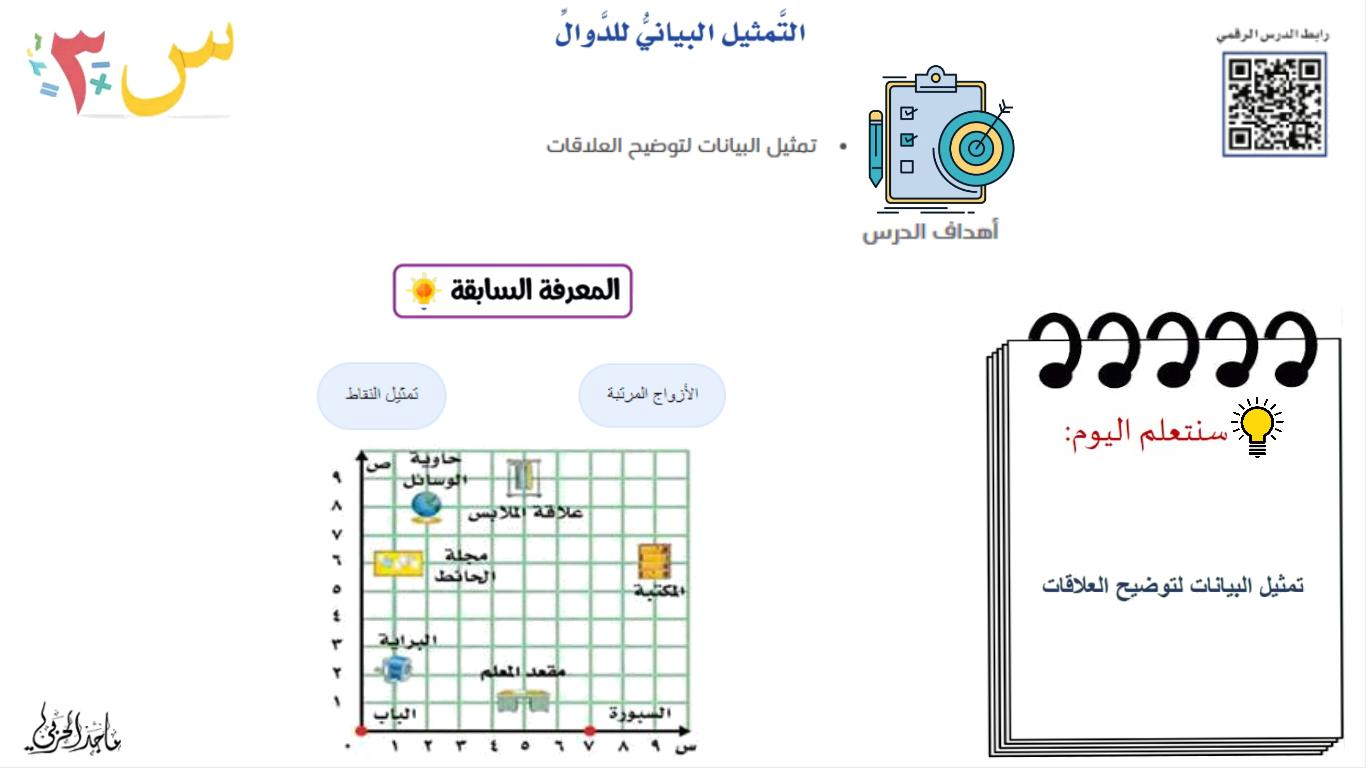 التَّمثيل البيانيُّ للدَّوالِّ
رابط الدرس الرقمي
س٣
• تمثيل البيانات لتوضيح العلاقات
أهداف الدرس
المعرفة السابقة
سنتعلم اليوم:
تمثيل البيانات لتوضيح العلاقات
الأزواج المرتبة
تمثيل النقاط
ص
حاوية
الوسائل
علاقة الملابس
مجلة
الحائط
المكتبة
البراية
مقعد المعلم
الباب
السبورة
٩
٨
٧
٦
٥
٤
٣
٢
١
٠ ١ ٢ ٣ ٤ ٥ ٦ ٧ ٨ ٩ س
ماجد الحربي